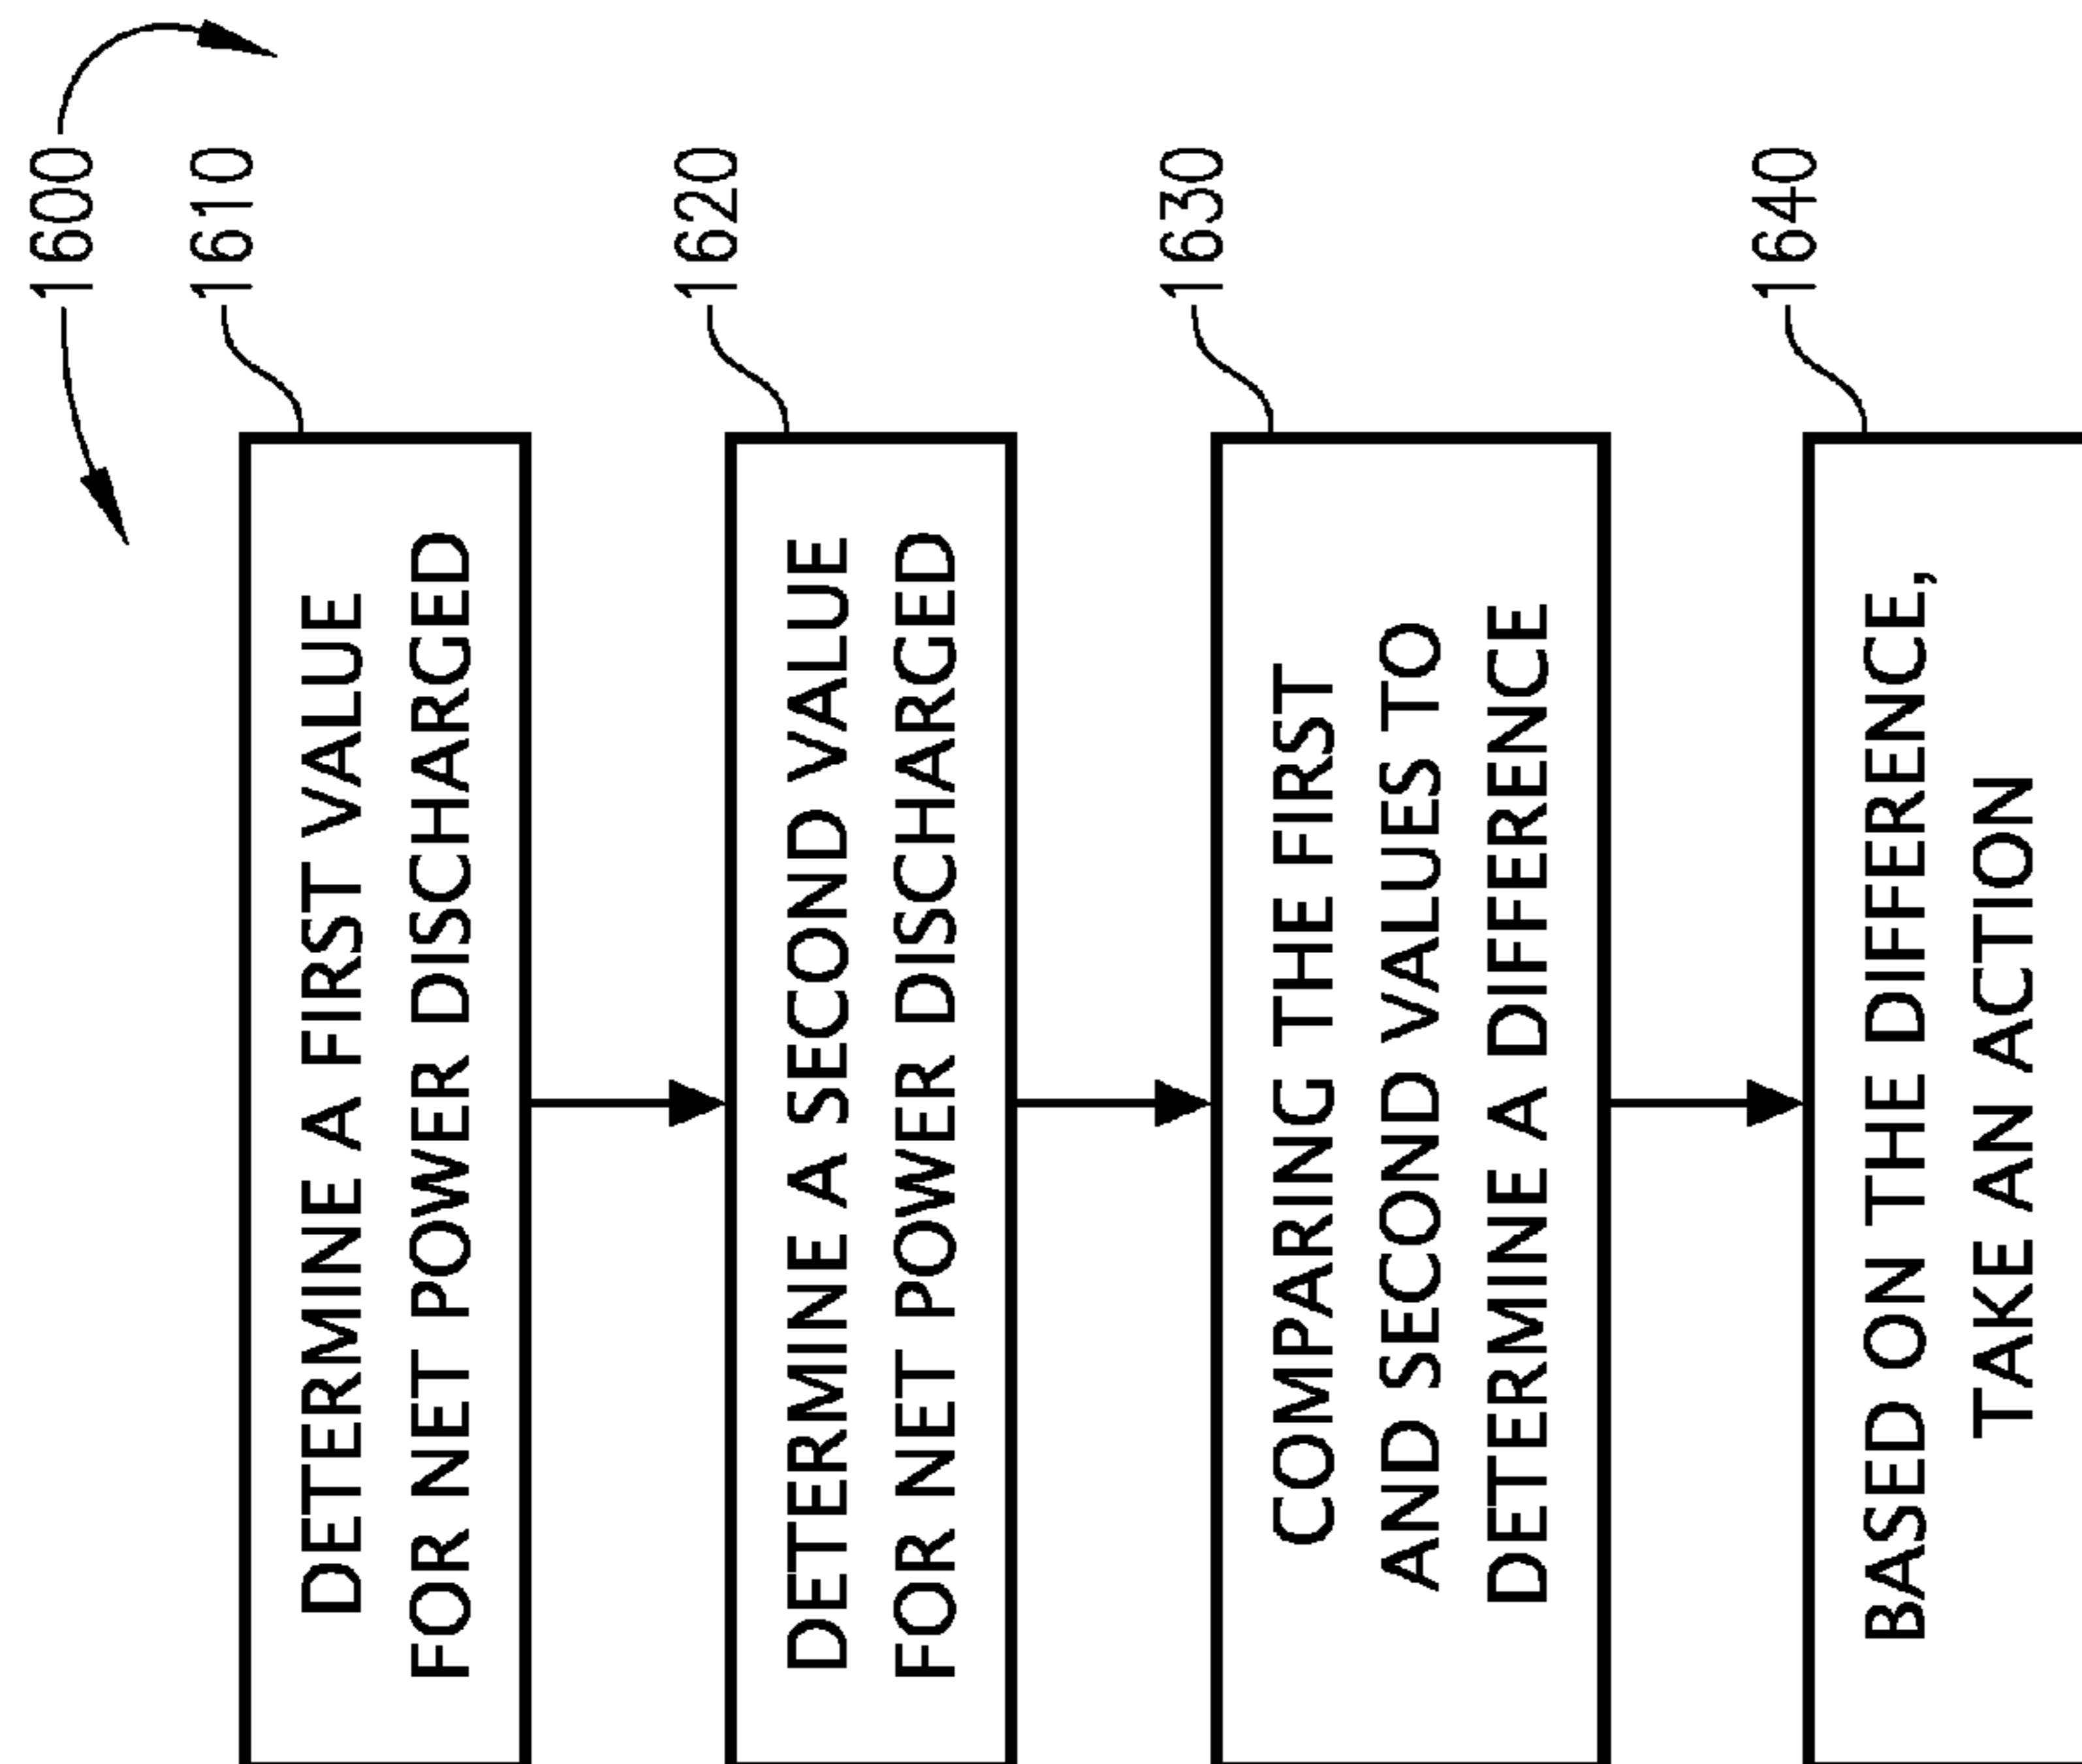 1600
1610
DETERMINE A FIRST VALUE
FOR NET POWER DISCHARGED
1620
DETERMINE A SECOND VALUE
FOR NET POWER DISCHARGED
1630
COMPARING THE FIRST
AND SECOND VALUES TO
DETERMINE A DIFFERENCE
1640
BASED ON THE DIFFERENCE,
TAKE AN ACTION